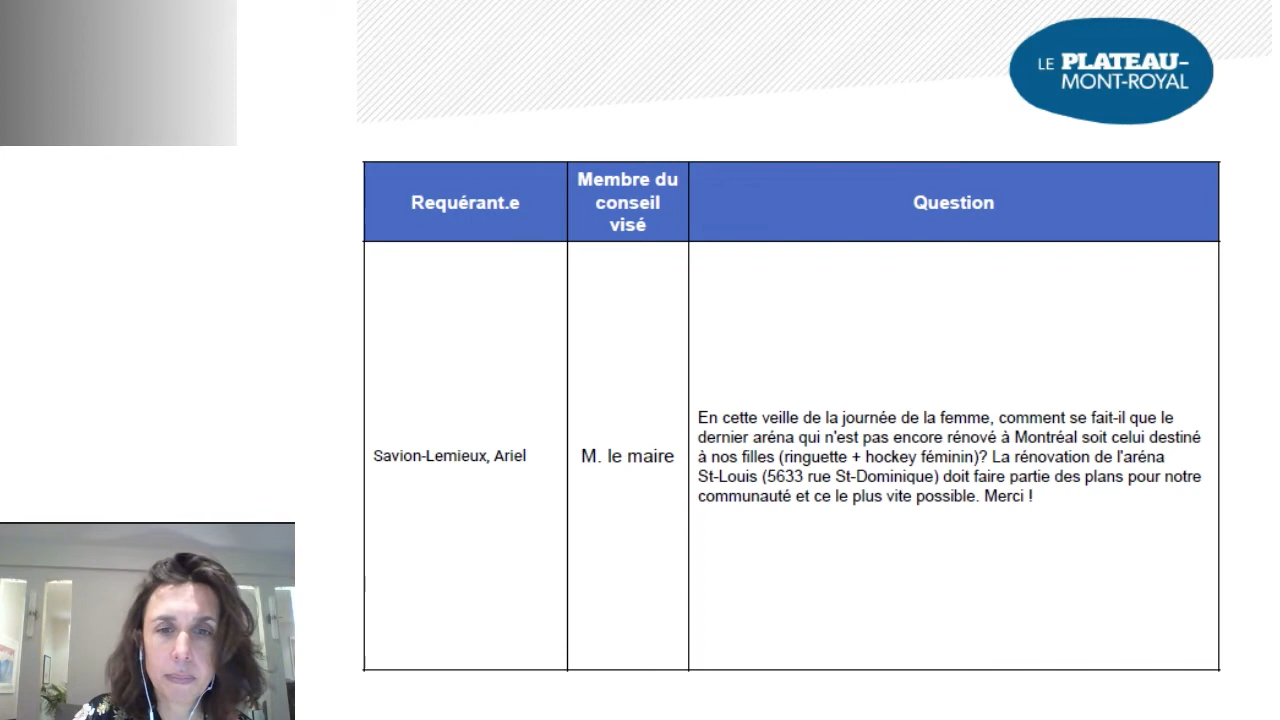 LE PLATEAU-
MONT-ROYAL
Requérant.e
Membre du
conseil
visé
Question
Savion-Lemieux, Ariel
M. le maire
En cette veille de la journée de la femme, comment se fait-il que le
dernier aréna qui n'est pas encore rénové à Montréal soit celui destiné
à nos filles (ringuette + hockey féminin)? La rénovation de l'aréna
St-Louis (5633 rue St-Dominique) doit faire partie des plans pour notre
communauté et ce le plus vite possible. Merci !